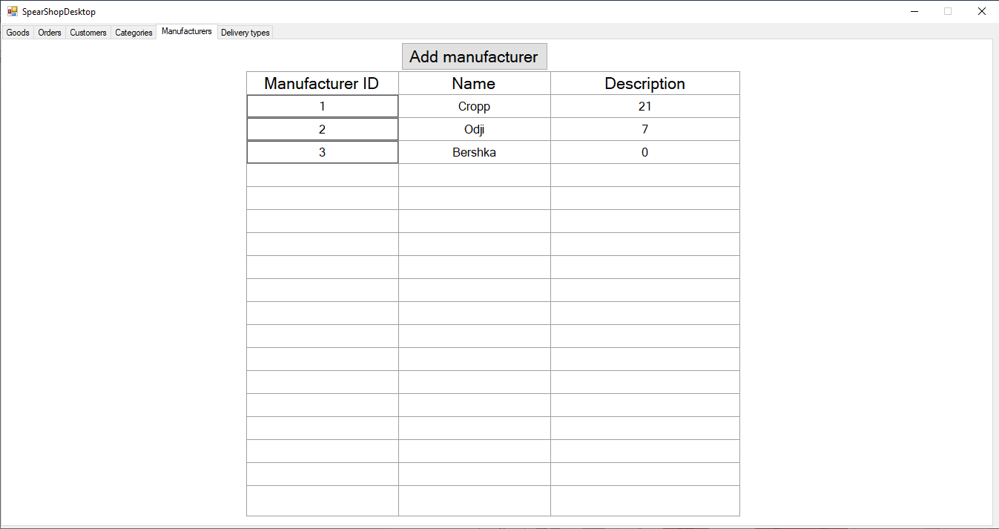 SpearShopDesktop
Goods Orders Customers Categories Manufacturers Delivery types
Add manufacturer
Manufacturer ID Name Description
1 Cropp 21
2 Odji 7
3 Bershka 0